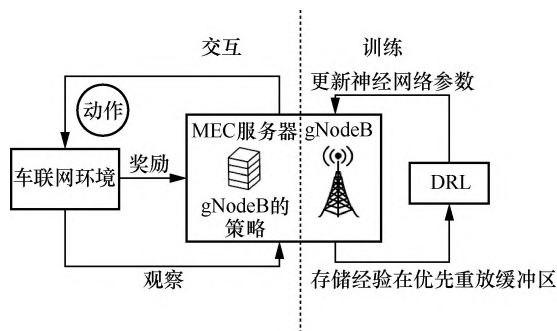 交互
训练
更新神经网络参数
动作
MEC服务器
gNodeB
车联网环境
奖励
gNodeB的
策略
DRL
观察
存储经验在优先重放缓冲区